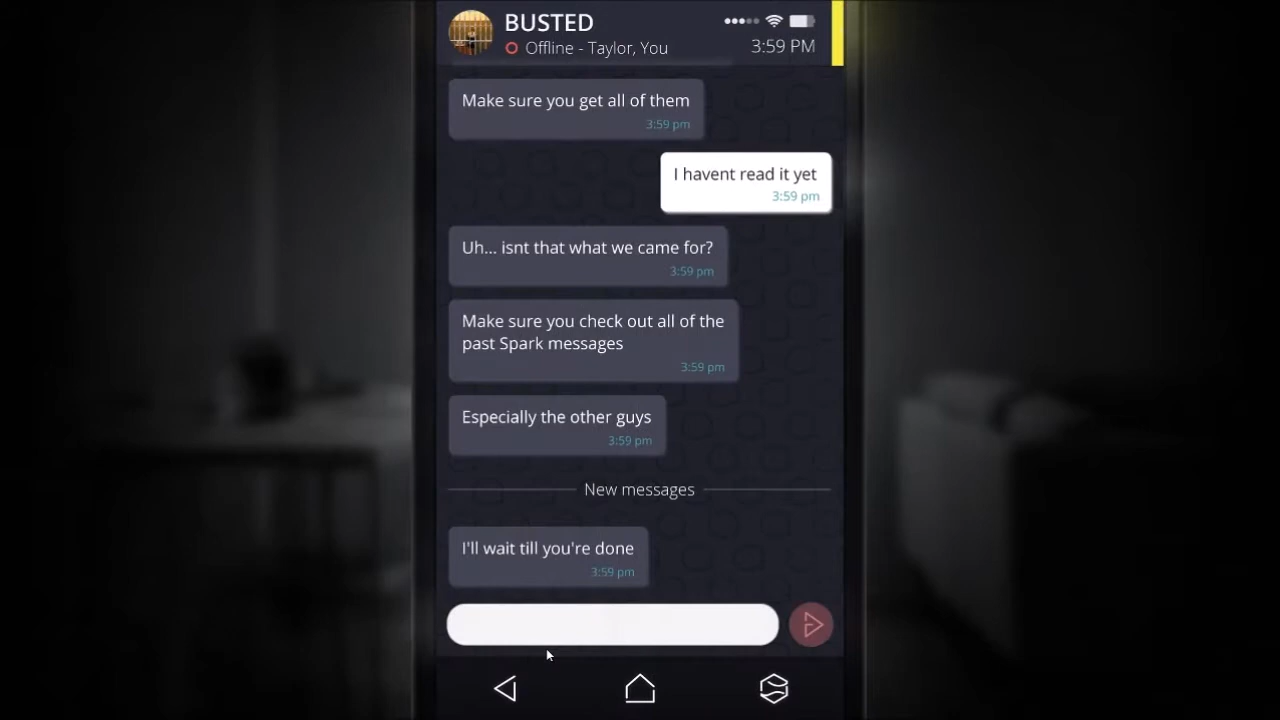 BUSTED
Offline - Taylor, You
3:59 PM
Make sure you get all of them
3:59 pm
I havent read it yet
3:59 pm
Uh... isnt that what we came for?
3:59 pm
Make sure you check out all of the
past Spark messages
3:59 pm
Especially the other guys
3:59 pm
New messages
I'll wait till you're done
3:59 pm